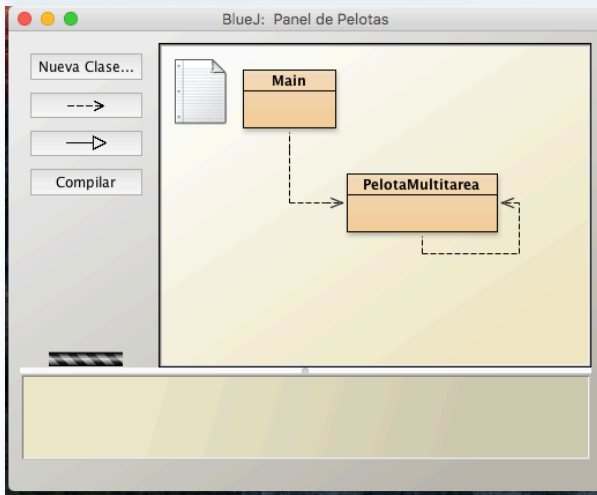 BlueJ: Panel de Pelotas
Nueva Clase...
Compilar
Main
PelotaMultitarea